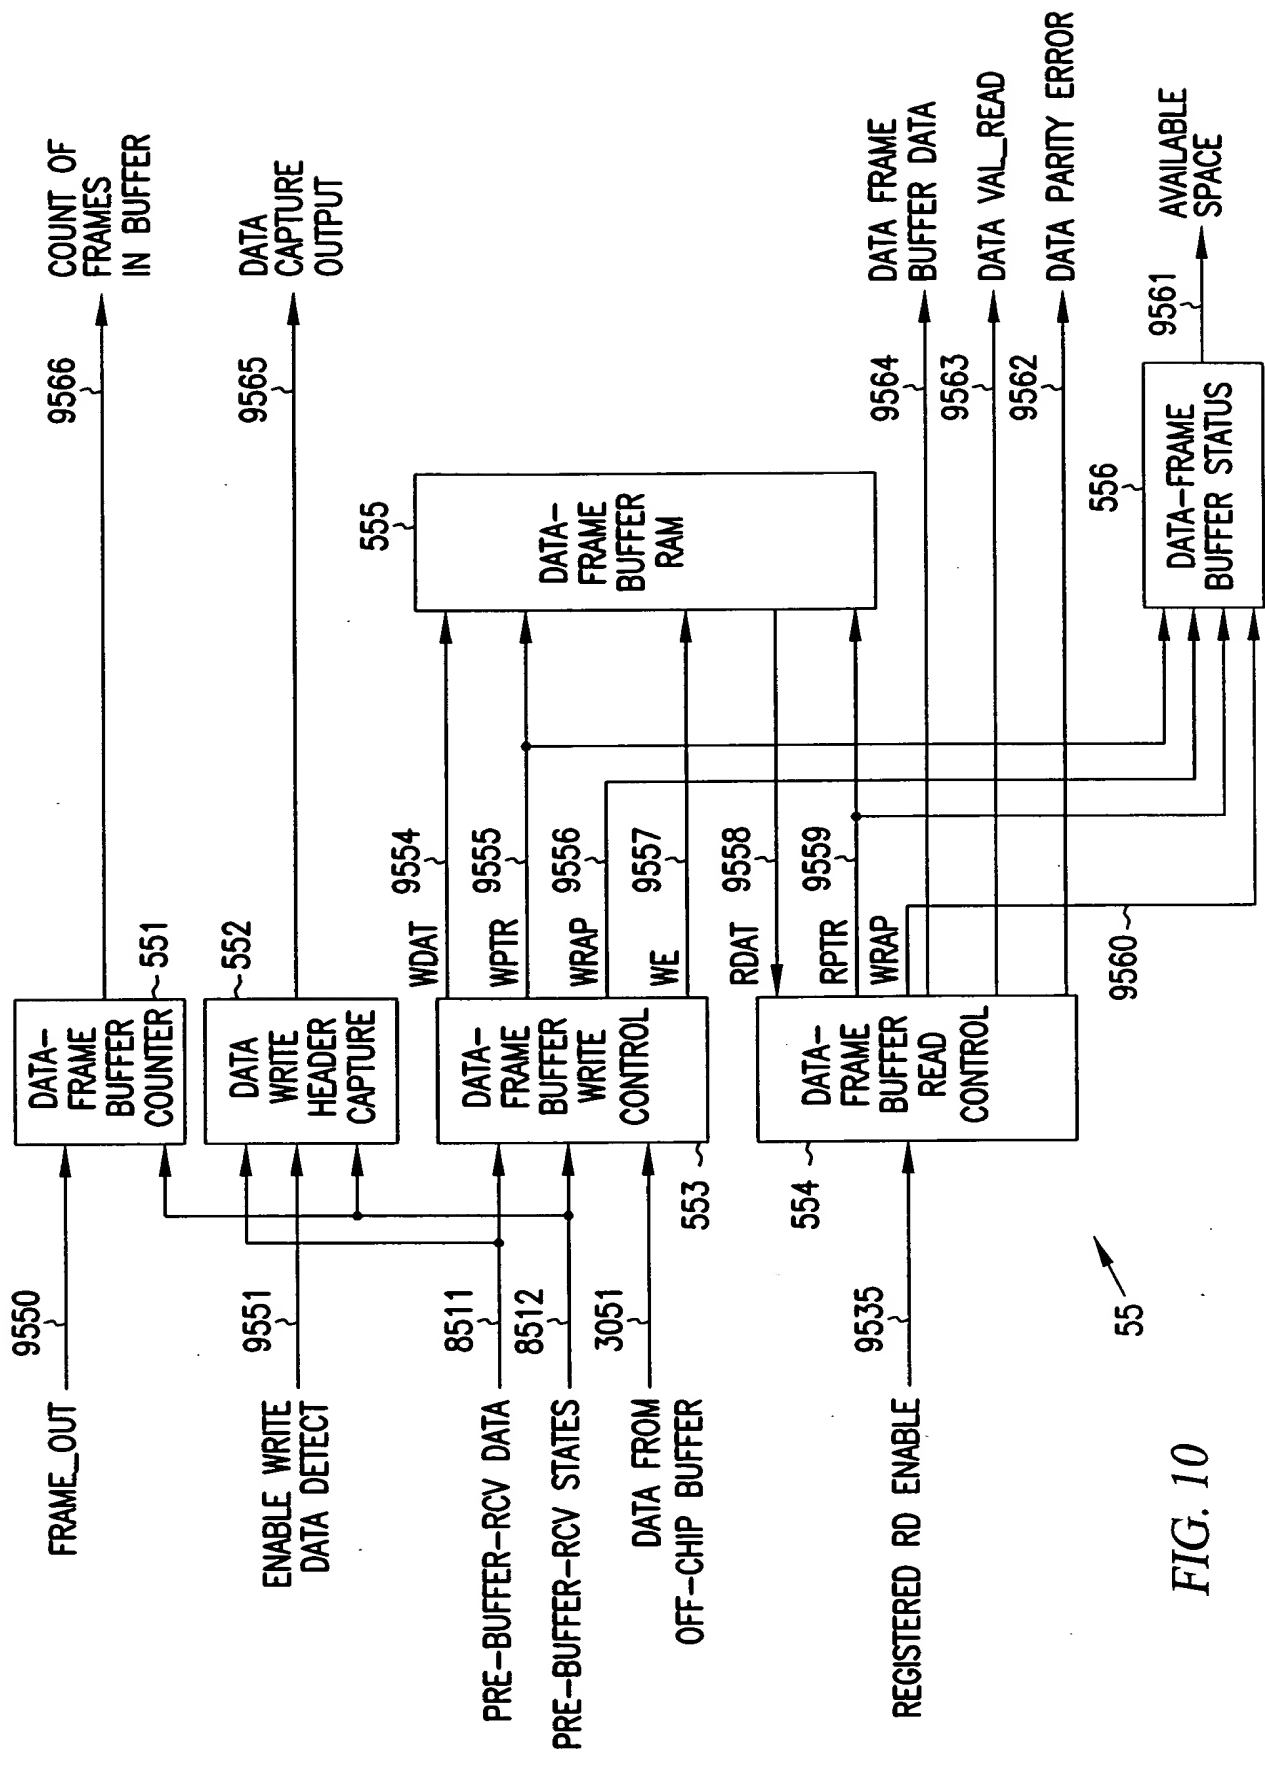 FRAME_OUT
9550
DATA-
FRAME
BUFFER
COUNTER
551
9566
COUNT OF
FRAMES
IN BUFFER
ENABLE WRITE
DATA DETECT
9551
DATA
WRITE
HEADER
CAPTURE
552
9565
DATA
CAPTURE
OUTPUT
PRE-BUFFER-RCV DATA
8511
PRE-BUFFER-RCV STATES
8512
DATA FROM
OFF-CHIP BUFFER
3051
DATA-
FRAME
BUFFER
WRITE
CONTROL
553
WDAT
9554
WPTR
9555
WRAP
9556
WE
9557
555
DATA-
FRAME
BUFFER
RAM
REGISTERED RD ENABLE
9535
DATA-
FRAME
BUFFER
READ
CONTROL
554
RDAT
9558
RPTR
9559
WRAP
9560
9564
DATA FRAME
BUFFER DATA
9563
DATA VAL_READ
9562
DATA PARITY ERROR
556
DATA-FRAME
BUFFER STATUS
9561
AVAILABLE
SPACE
55
FIG. 10